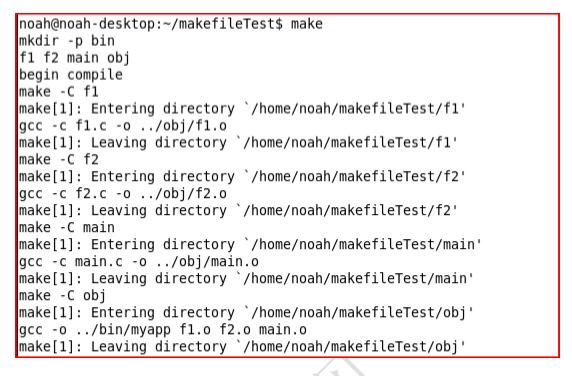 noah@noah-desktop:~/makefileTest$ make
mkdir -p bin
f1 f2 main obj
begin compile
make -C f1
make[1]: Entering directory `/home/noah/makefileTest/f1'
gcc -c f1.c -o ../obj/f1.o
make[1]: Leaving directory `/home/noah/makefileTest/f1'
make -C f2
make[1]: Entering directory `/home/noah/makefileTest/f2'
gcc -c f2.c -o ../obj/f2.o
make[1]: Leaving directory `/home/noah/makefileTest/f2'
make -C main
make[1]: Entering directory `/home/noah/makefileTest/main'
gcc -c main.c -o ../obj/main.o
make[1]: Leaving directory `/home/noah/makefileTest/main'
make -C obj
make[1]: Entering directory `/home/noah/makefileTest/obj'
gcc -o ../bin/myapp f1.o f2.o main.o
make[1]: Leaving directory `/home/noah/makefileTest/obj'